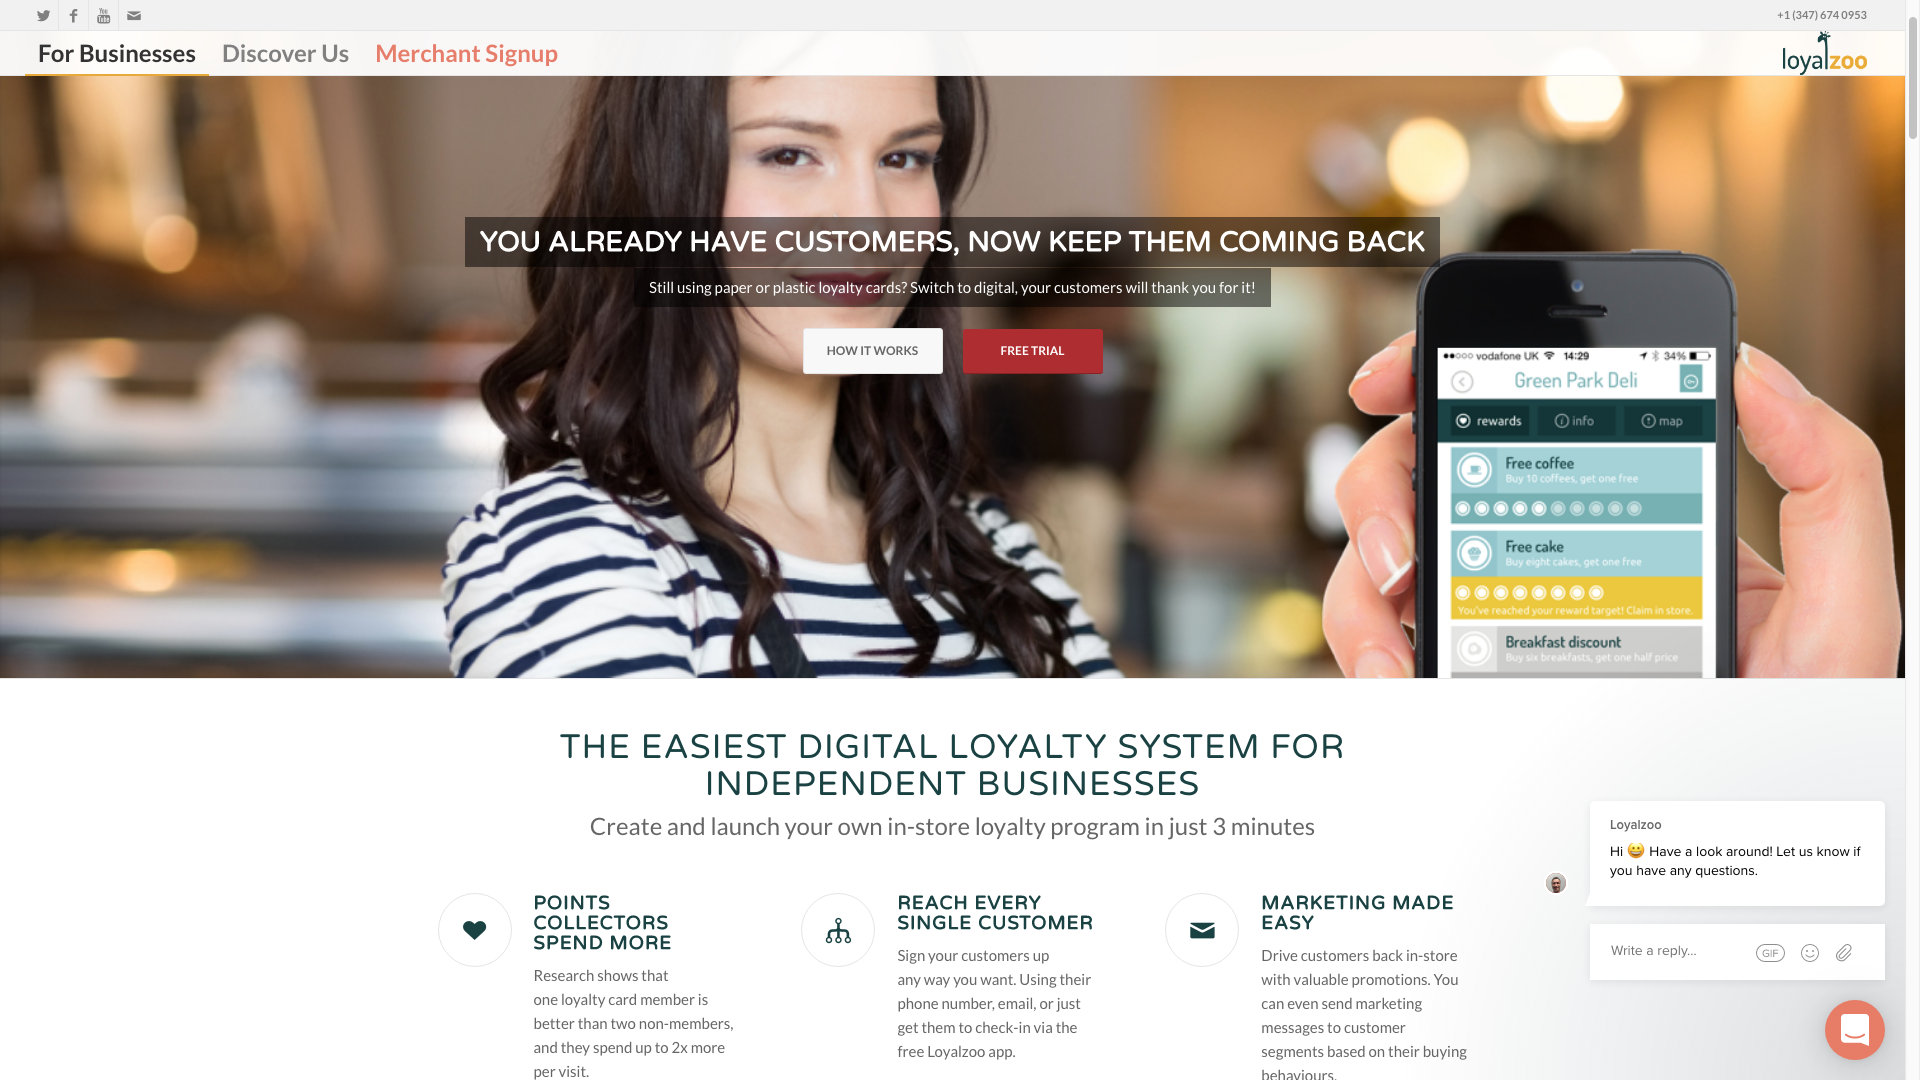 +1 (347) 674 0953
For Businesses Discover Us Merchant Signup
loyalzoo
YOU ALREADY HAVE CUSTOMERS, NOW KEEP THEM COMING BACK
Still using paper or plastic loyalty cards? Switch to digital, your customers will thank you for it!
HOW IT WORKS FREE TRIAL
vodafone UK 14:29 34%
Green Park Deli
rewards info map
Free coffee
Buy 10 coffees, get one free
Free cake
Buy eight cakes, get one free
You've reached your reward target! Claim in store.
Breakfast discount
Buy six breakfasts, get one half price
THE EASIEST DIGITAL LOYALTY SYSTEM FOR
INDEPENDENT BUSINESSES
Create and launch your own in-store loyalty program in just 3 minutes
POINTS
COLLECTORS
SPEND MORE
Research shows that
one loyalty card member is
better than two non-members,
and they spend up to 2x more
per visit.
REACH EVERY
SINGLE CUSTOMER
Sign your customers up
any way you want. Using their
phone number, email, or just
get them to check-in via the
free Loyalzoo app.
MARKETING MADE
EASY
Drive customers back in-store
with valuable promotions. You
can even send marketing
messages to customer
segments based on their buying
behaviours.
Loyalzoo
Hi 😀 Have a look around! Let us know if
you have any questions.
Write a reply...
GIF